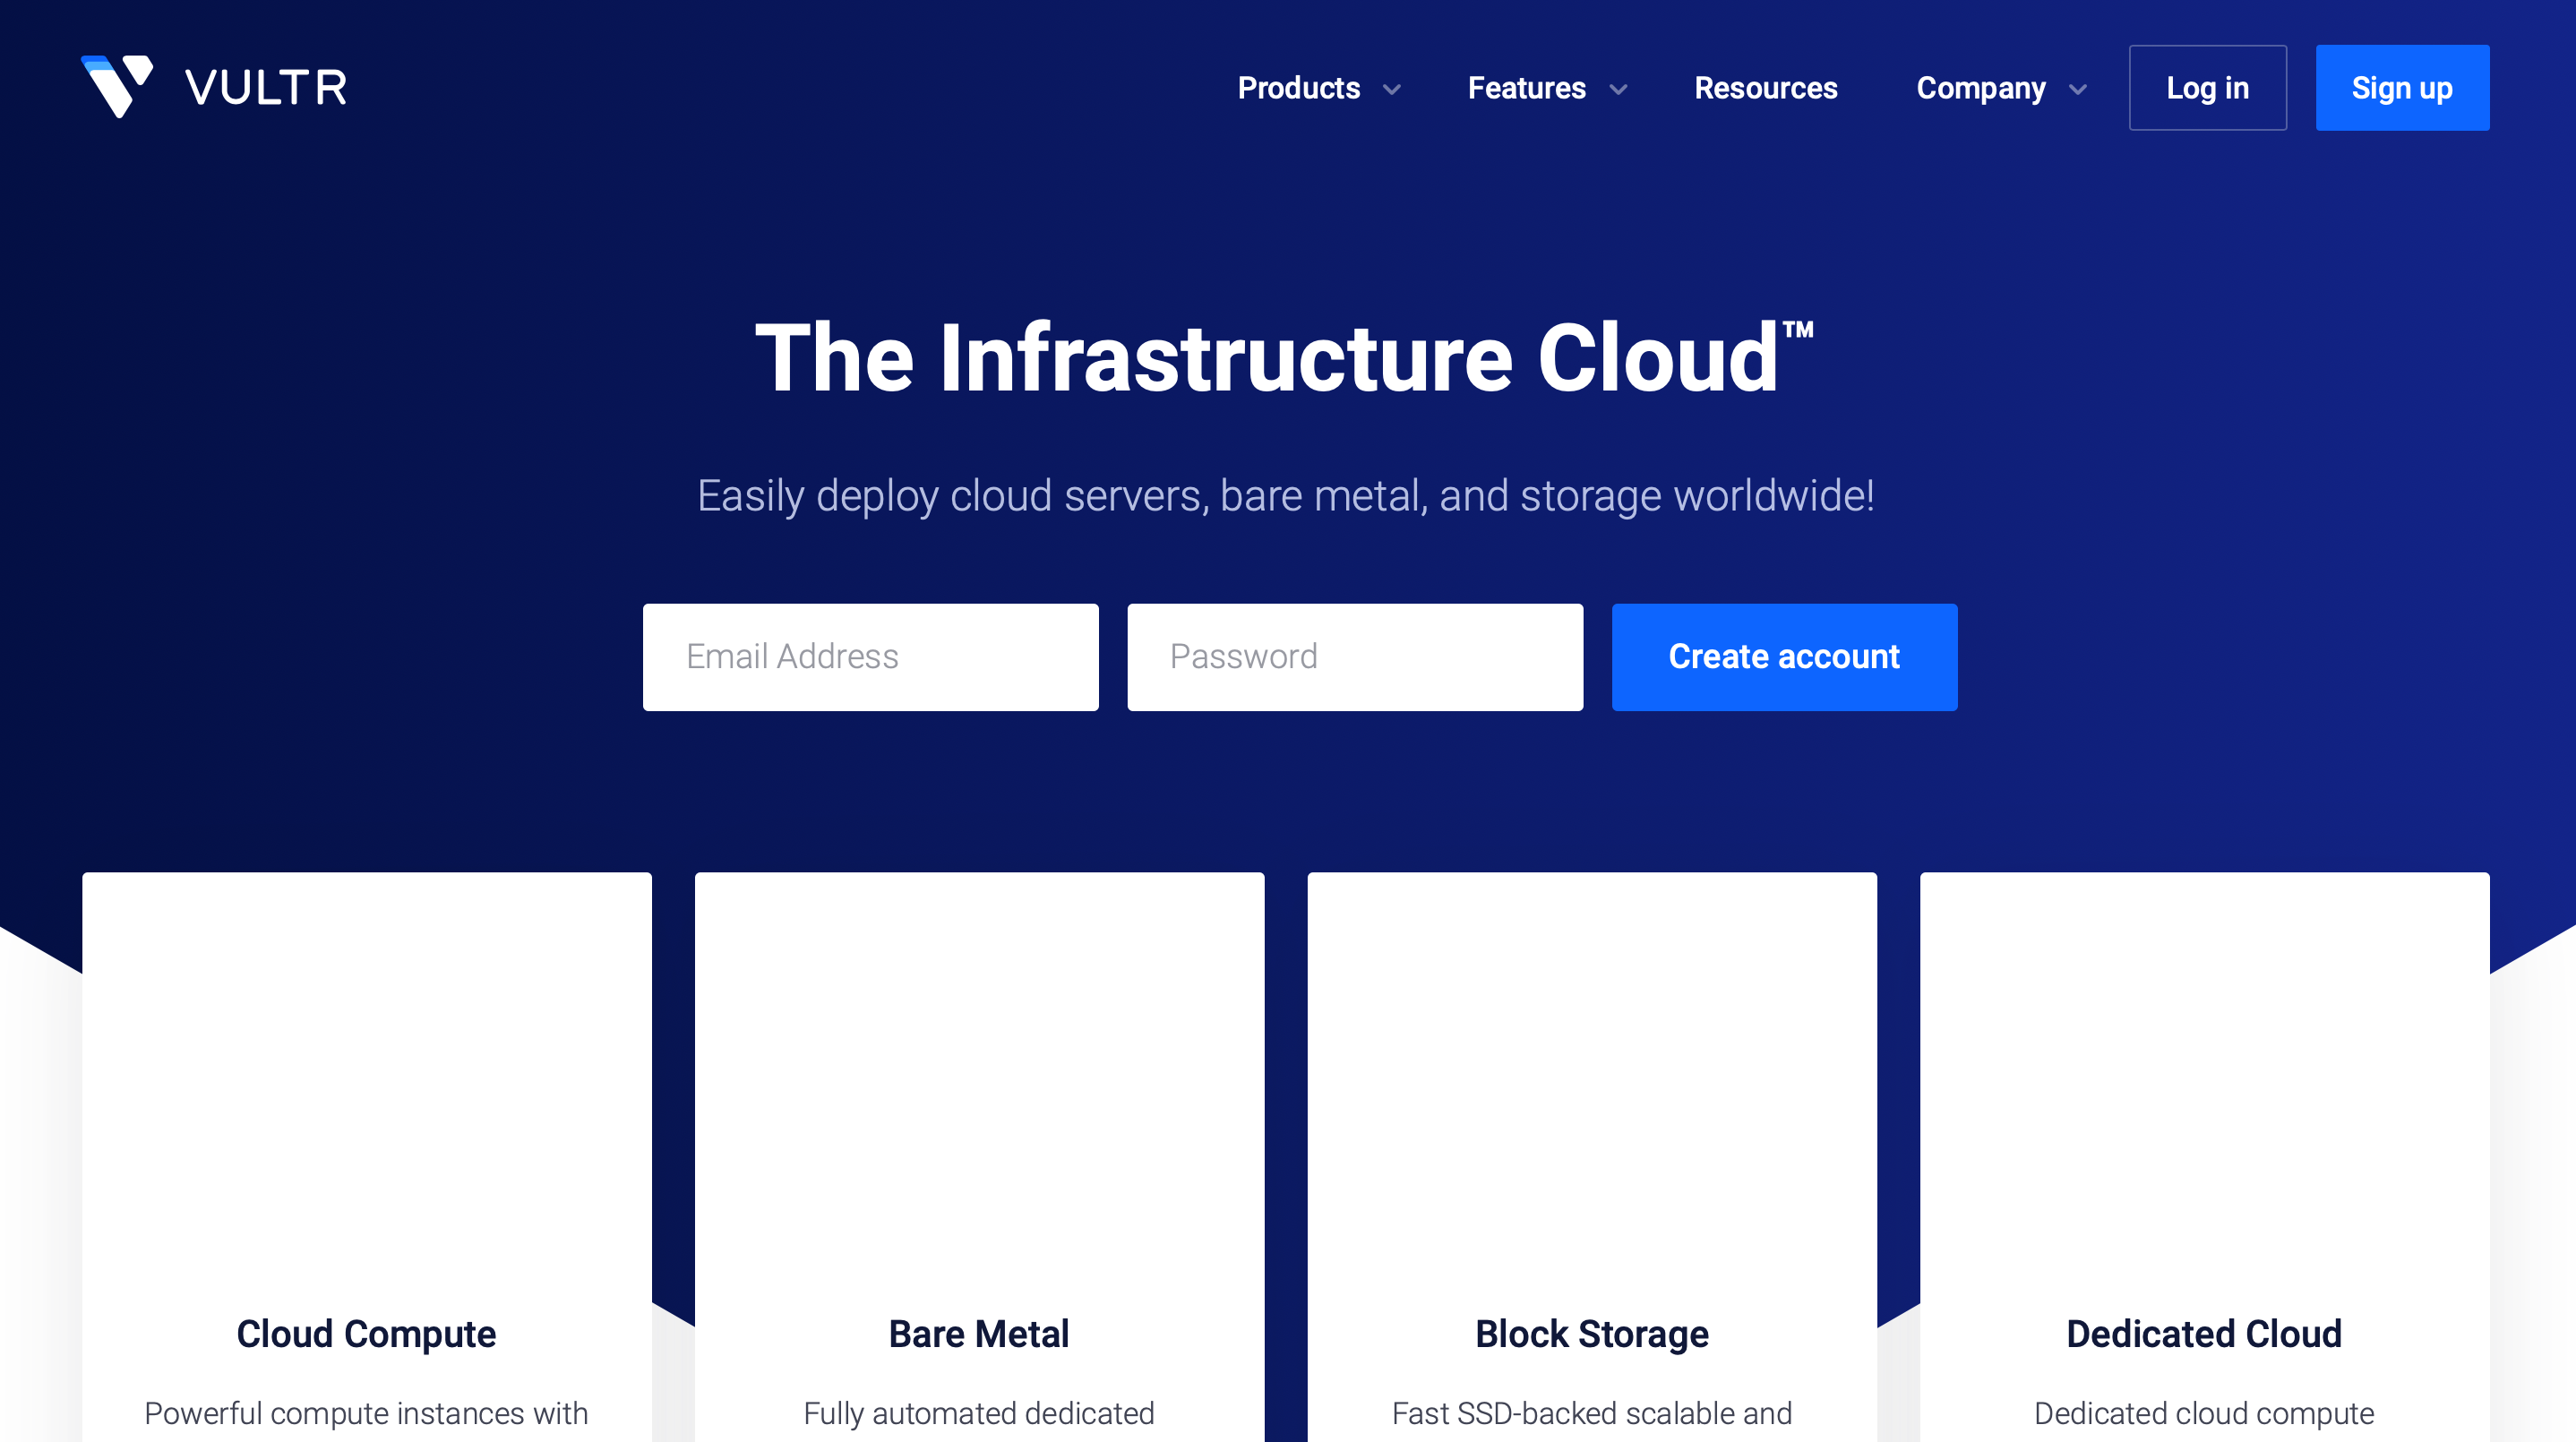 VULTR
Products
Features
Resources
Company
Log in
Sign up
The Infrastructure Cloud™
Easily deploy cloud servers, bare metal, and storage worldwide!
Email Address
Password
Create account
Cloud Compute
Powerful compute instances with
Bare Metal
Fully automated dedicated
Block Storage
Fast SSD-backed scalable and
Dedicated Cloud
Dedicated cloud compute